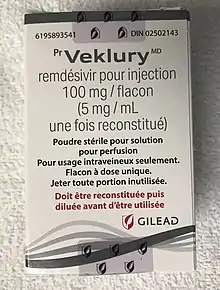 6195893541 DIN 02502143
Pr Veklury MD
remdésivir pour injection
100 mg / flacon
(5 mg / mL
une fois reconstitué)
Poudre stérile pour solution
pour perfusion
Pour usage intraveineux seulement.
Flacon à dose unique.
Jeter toute portion inutilisée.
Doit être reconstituée puis
diluée avant d'être utilisée
GILEAD